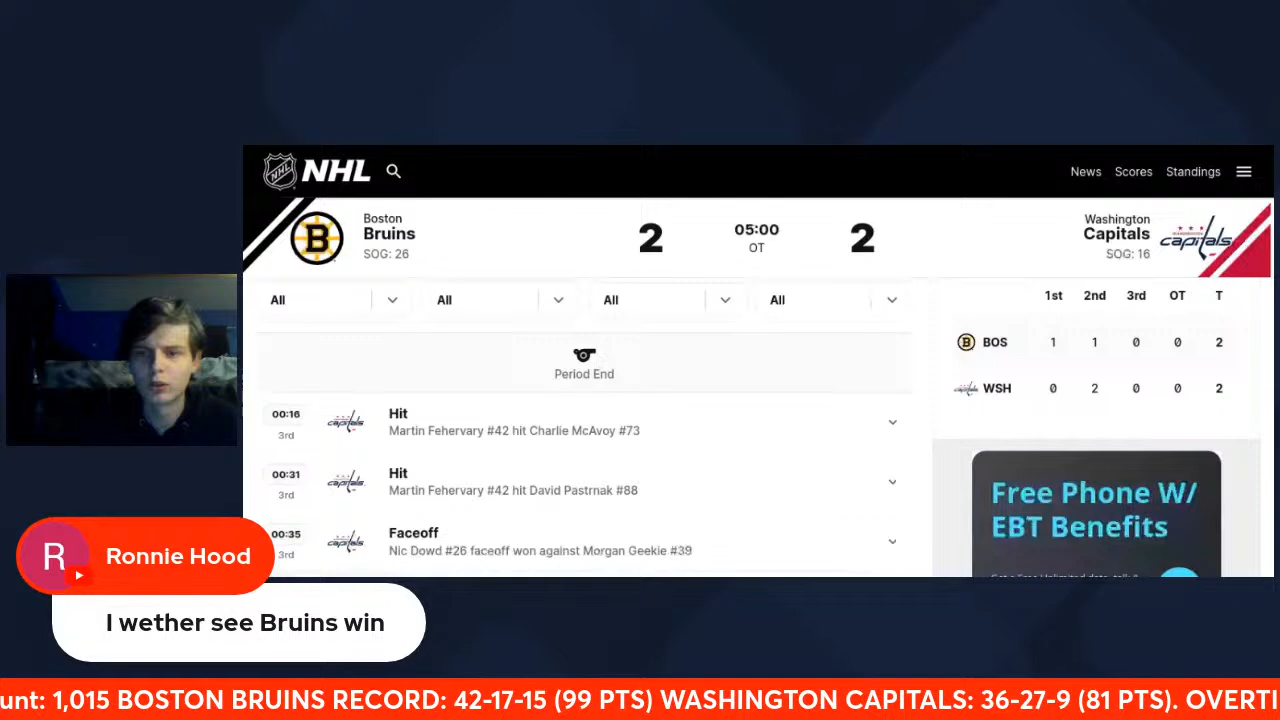 NHL
News Scores Standings
Boston
Bruins
SOG: 26
2
05:00
OT
2
Washington
Capitals
SOG: 16
capitals
All All All All
1st 2nd 3rd OT T
B BOS 1 1 0 0 2
WSH 0 2 0 0 2
Period End
00:16
3rd
capitals
Hit
Martin Fehervary #42 hit Charlie McAvoy #73
00:31
3rd
capitals
Hit
Martin Fehervary #42 hit David Pastrnak #88
00:35
3rd
capitals
Faceoff
Nic Dowd #26 faceoff won against Morgan Geekie #39
Free Phone W/
EBT Benefits
R
Ronnie Hood
I wether see Bruins win
unt: 1,015 BOSTON BRUINS RECORD: 42-17-15 (99 PTS) WASHINGTON CAPITALS: 36-27-9 (81 PTS). OVERTI